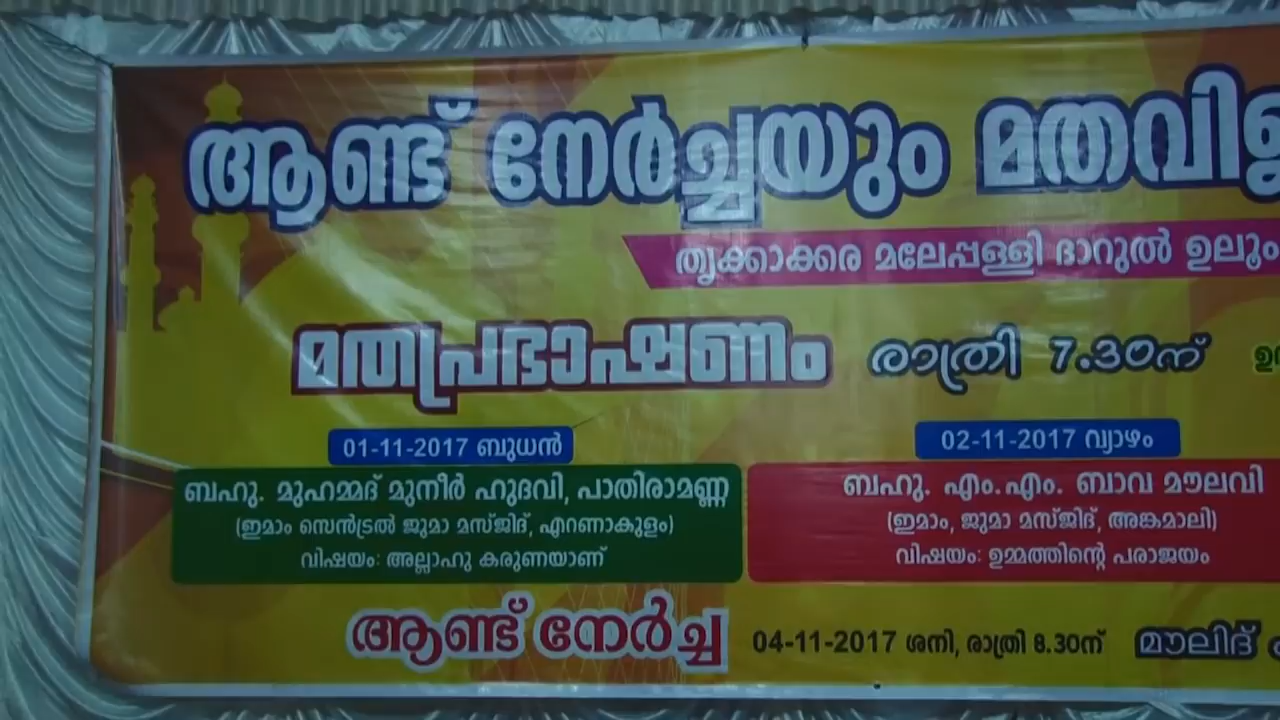 ആണ്ട് നേർച്ചയും
തൃക്കാക്കര മലേപ്പള്ളി ദാറുൽ ഉലൂം
മതപ്രഭാഷണം രാത്രി 7.30ന്
01-11-2017 ബുധൻ 02-11-2017 വ്യാഴം
ബഹു. മുഹമ്മദ് മുനീർ ഹുദവി, പാതിരാമണ്ണ
(ഇമാം സെൻട്രൽ ജുമാ മസ്ജിദ്, എറണാകുളം)
വിഷയം: അല്ലാഹു കരുണയാണ്
ബഹു. എം.എം. ബാവ മൗലവി
(ഇമാം, ജുമാ മസ്ജിദ്, അങ്കമാലി)
വിഷയം: ഉമ്മത്തിന്റെ പരാജയം
ആണ്ട് നേർച്ച 04-11-2017 ശനി, രാത്രി 8.30ന് മൗലിദ്